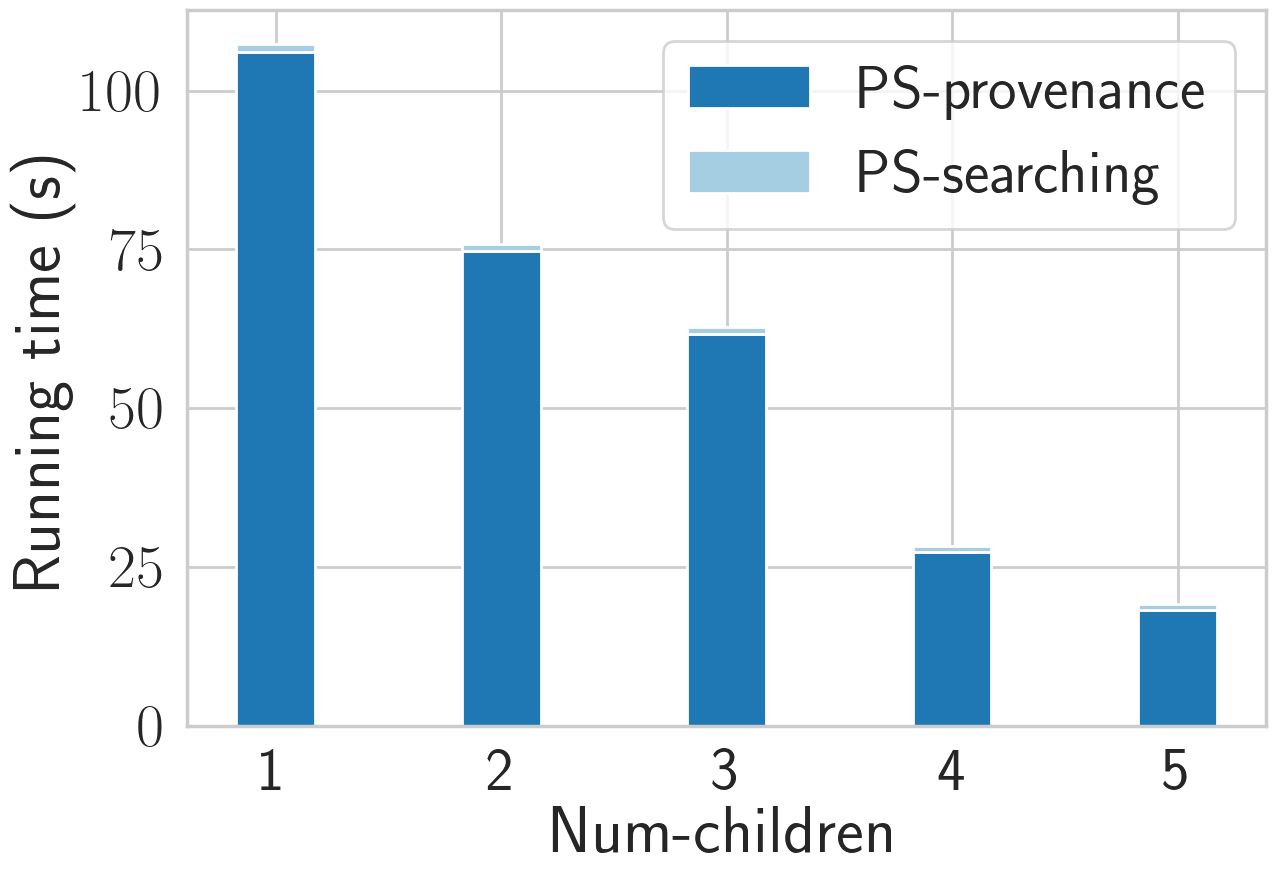 PS-provenance
PS-searching
Running time (s)
100
75
50
25
0
1 2 3 4 5
Num-children